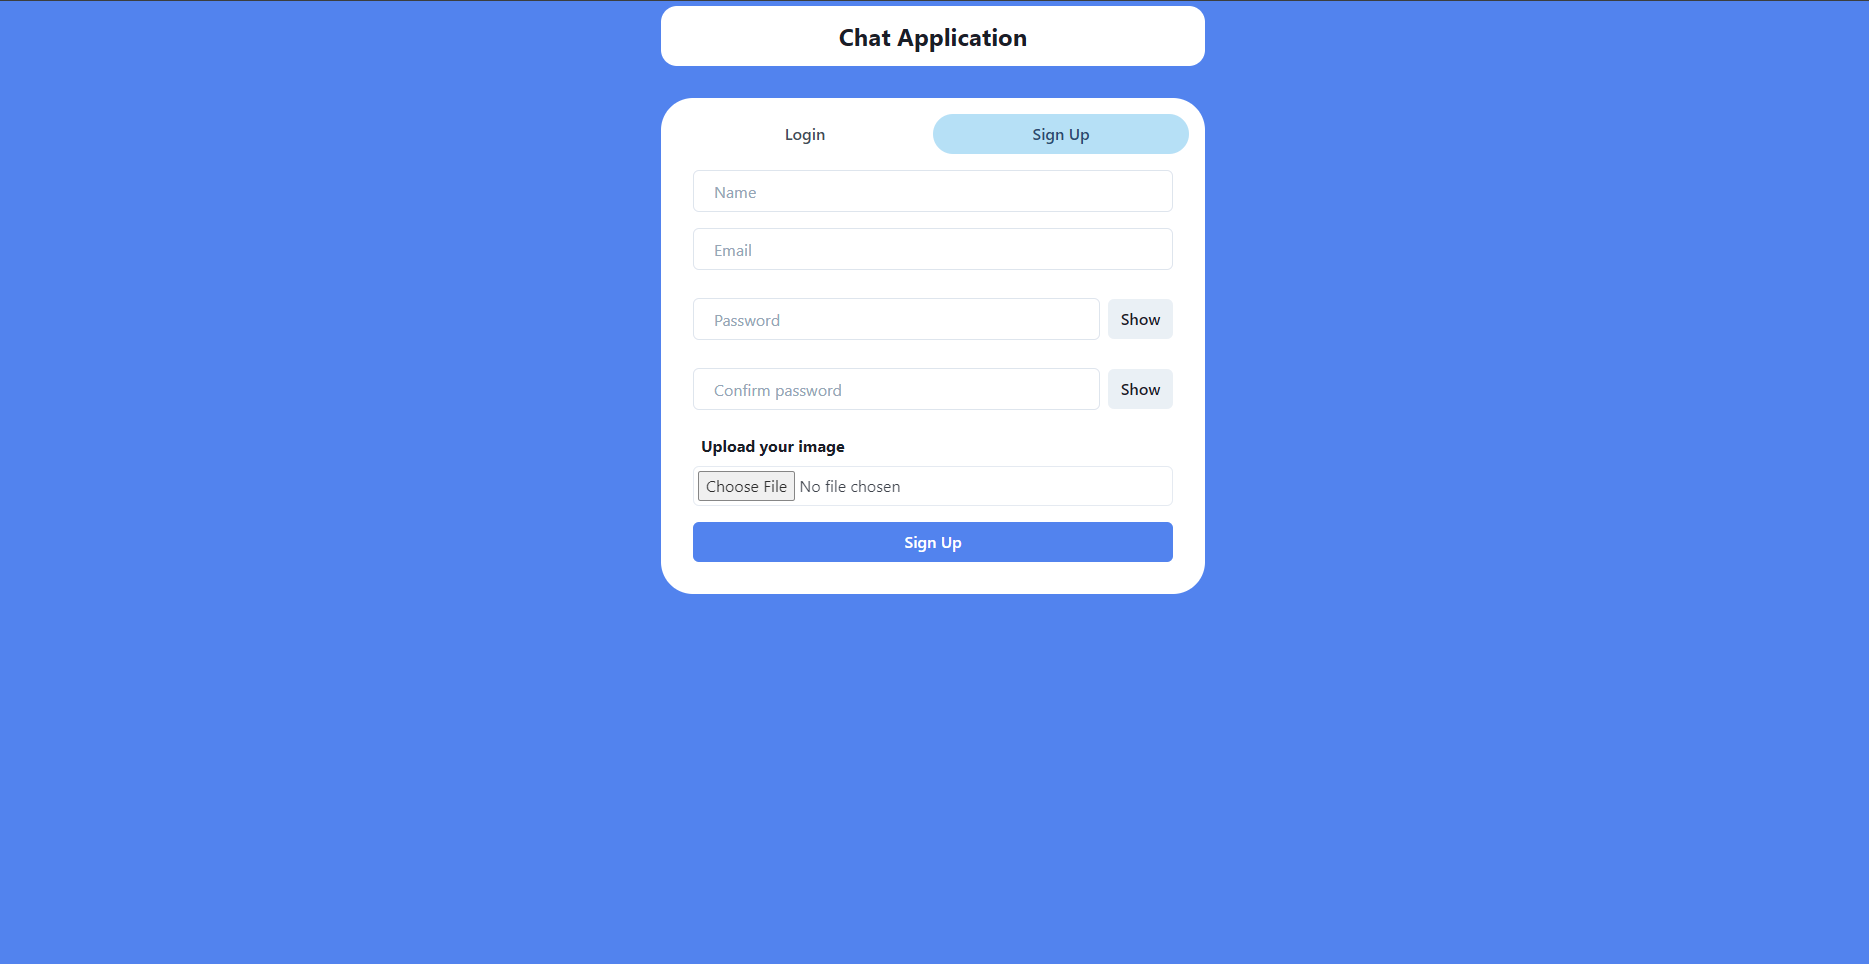 Chat Application
Login Sign Up
Name
Email
Password Show
Confirm password Show
Upload your image
Choose File No file chosen
Sign Up